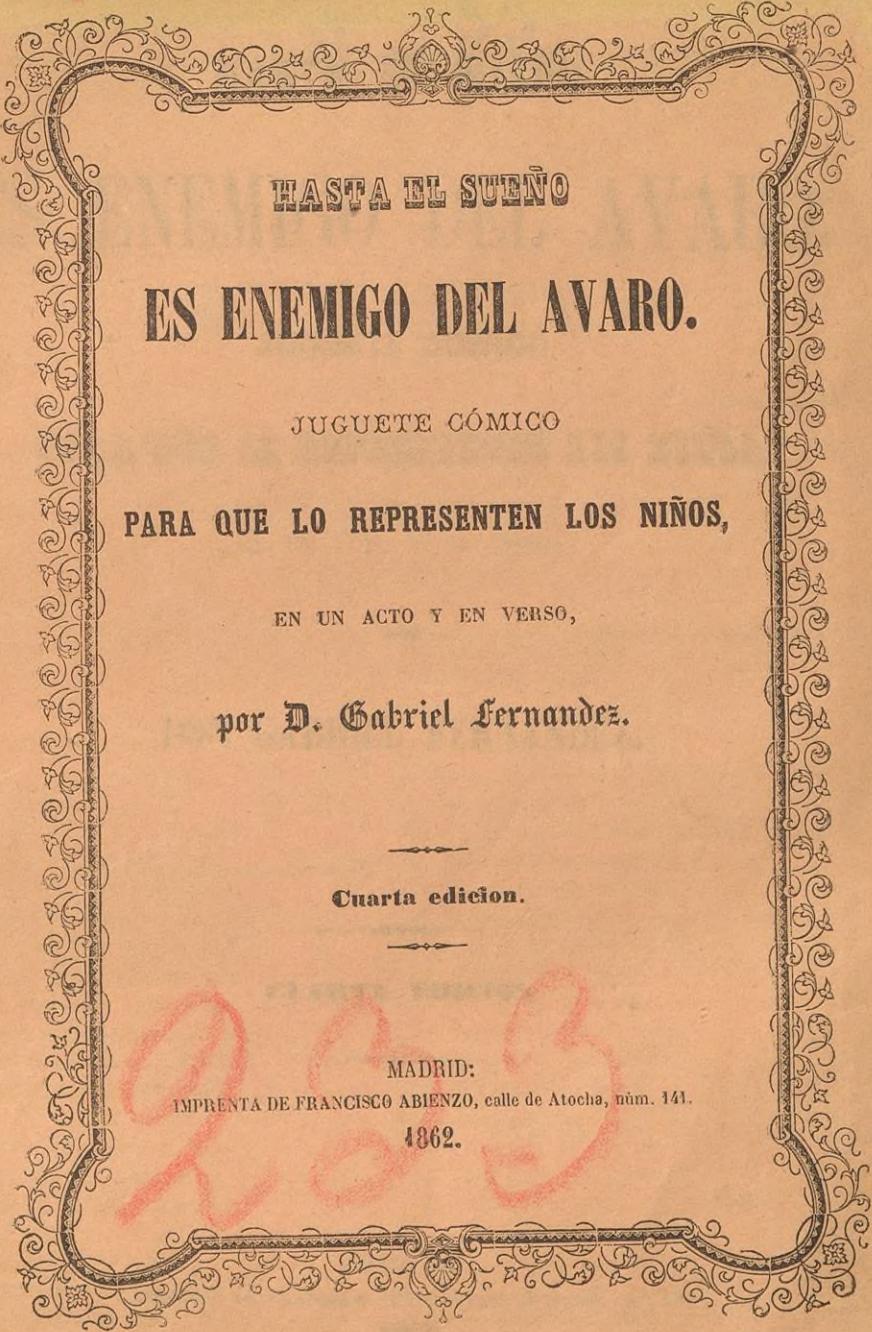 HASTA EL SUEÑO
ES ENEMIGO DEL AVARO.
JUGUETE CÓMICO
PARA QUE LO REPRESENTEN LOS NIÑOS,
EN UN ACTO Y EN VERSO,
por D. Gabriel Fernandez.
Cuarta edicion.
MADRID:
IMPRENTA DE FRANCISCO ABIENZO, calle de Atocha, núm. 141.
1862.
233